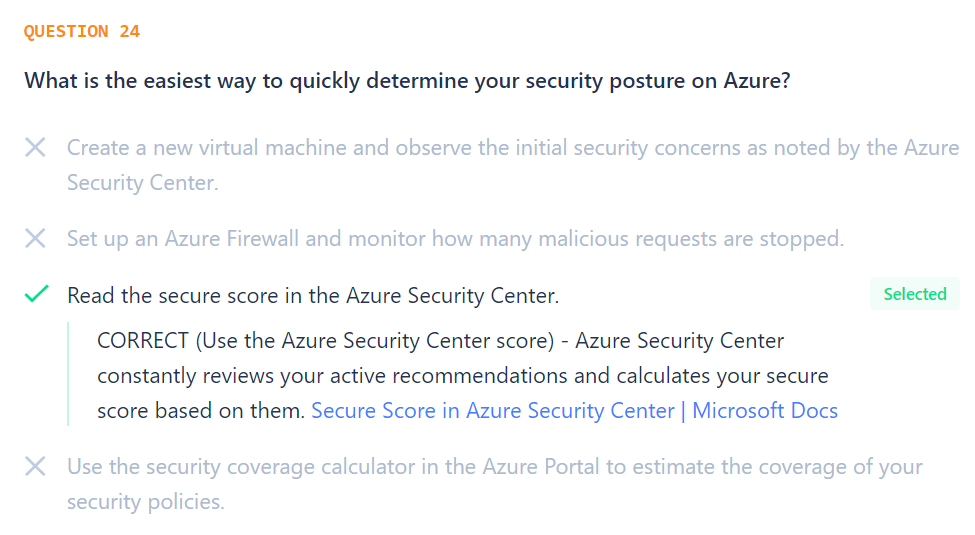 QUESTION 24
What is the easiest way to quickly determine your security posture on Azure?
Create a new virtual machine and observe the initial security concerns as noted by the Azure
Security Center.
Set up an Azure Firewall and monitor how many malicious requests are stopped.
Read the secure score in the Azure Security Center.
Selected
CORRECT (Use the Azure Security Center score) - Azure Security Center
constantly reviews your active recommendations and calculates your secure
score based on them. Secure Score in Azure Security Center | Microsoft Docs
Use the security coverage calculator in the Azure Portal to estimate the coverage of your
security policies.